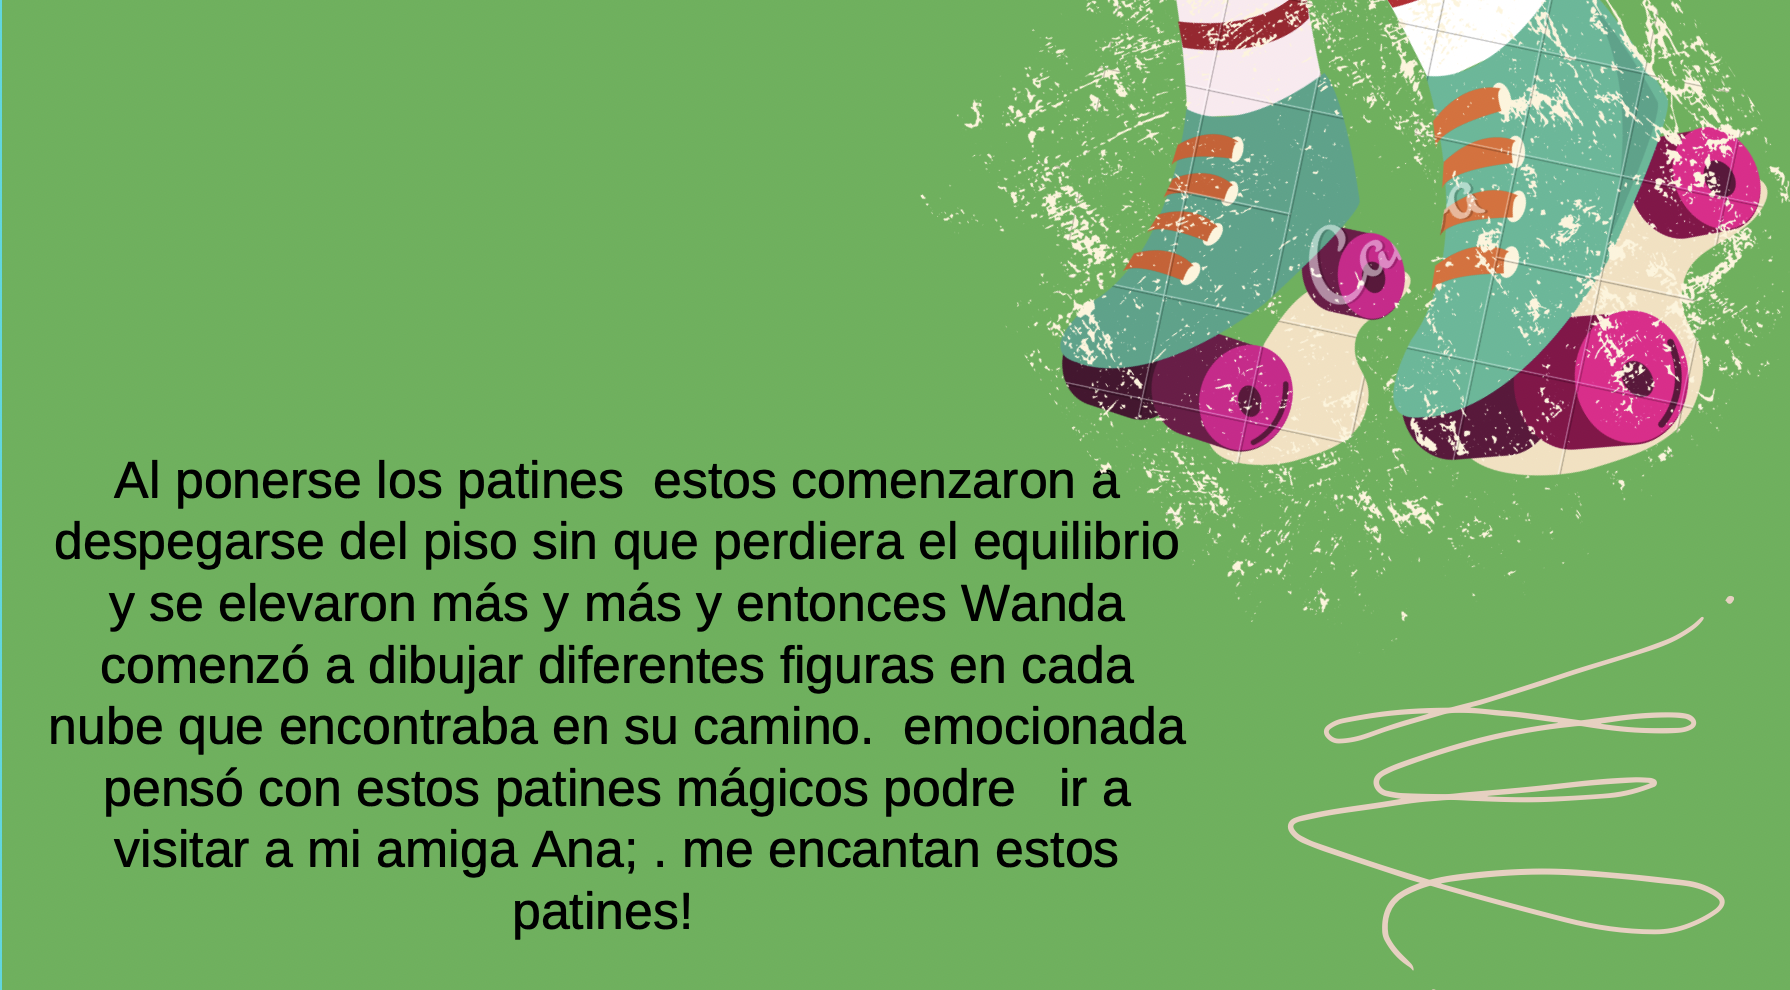 Al ponerse los patines  estos comenzaron a
despegarse del piso sin que perdiera el equilibrio
y se elevaron más y más y entonces Wanda
comenzó a dibujar diferentes figuras en cada
nube que encontraba en su camino.  emocionada
pensó con estos patines mágicos podre   ir a
visitar a mi amiga Ana; . me encantan estos
patines!